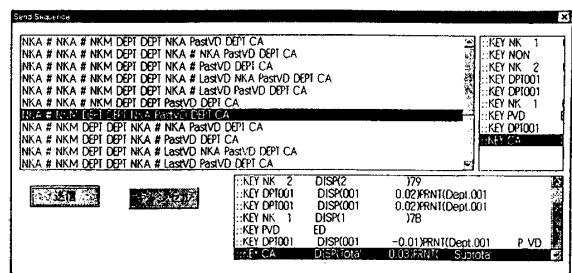 Send Sequence
NKA # NKA # NKM DEPT DEPT NKA PastVD DEPT CA
NKA # NKA # NKM DEPT DEPT NKA # NKA PastVD DEPT CA
NKA # NKA # NKM DEPT DEPT NKA # PastVD DEPT CA
NKA # NKA # NKM DEPT DEPT NKA # LastVD NKA PastVD DEPT CA
NKA # NKA # NKM DEPT DEPT NKA # LastVD PastVD DEPT CA
NKA # NKA # NKM DEPT DEPT PastVD DEPT CA
NKA # NKM DEPT DEPT NKA PastVD DEPT CA
NKA # NKM DEPT DEPT NKA # NKA PastVD DEPT CA
NKA # NKM DEPT DEPT NKA # PastVD DEPT CA
NKA # NKM DEPT DEPT NKA # LastVD NKA PastVD DEPT CA
NKA # NKM DEPT DEPT NKA # LastVD PastVD DEPT CA
::KEY NK 1
::KEY NON
::KEY NK 2
::KEY DPT001
::KEY DPT001
::KEY NK 1
::KEY PVD
::KEY DPT001
::KEY CA
::KEY NK 2 DISP(2 )79
::KEY DPT001 DISP(001 0.02)PRNT(Dept.001
::KEY DPT001 DISP(001 0.02)PRNT(Dept.001
::KEY NK 1 DISP(1 )7B
::KEY PVD ED
::KEY DPT001 DISP(001 -0.01)PRNT(Dept.001 P VD
::KEY CA DISP(Total 0.03)PRNT( Subtotal